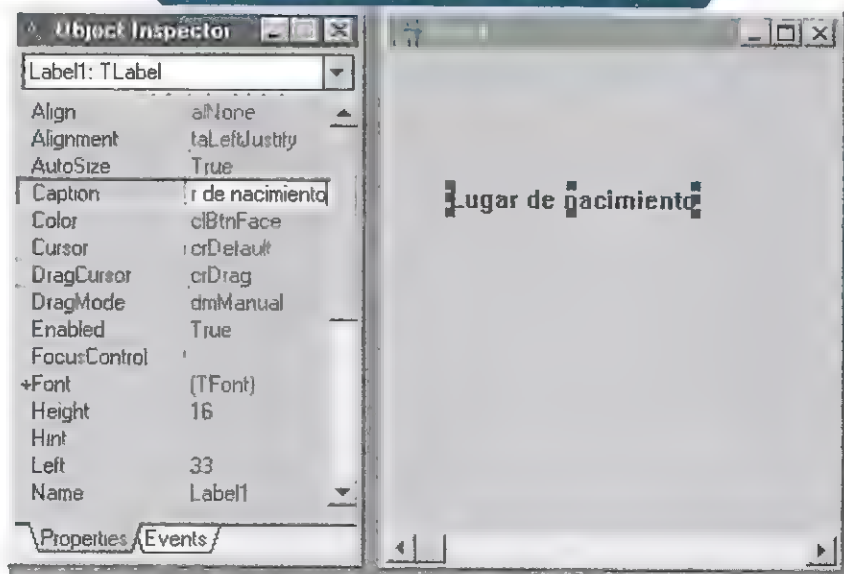 Object Inspector
Label1: TLabel
Align alNone
Alignment taLeftJustify
AutoSize True
Caption r de nacimiento
Color clBtnFace
Cursor crDefault
DragCursor crDrag
DragMode dmManual
Enabled True
FocusControl
+Font (TFont)
Height 16
Hint
Left 33
Name Label1
Properties Events
Lugar de nacimiento